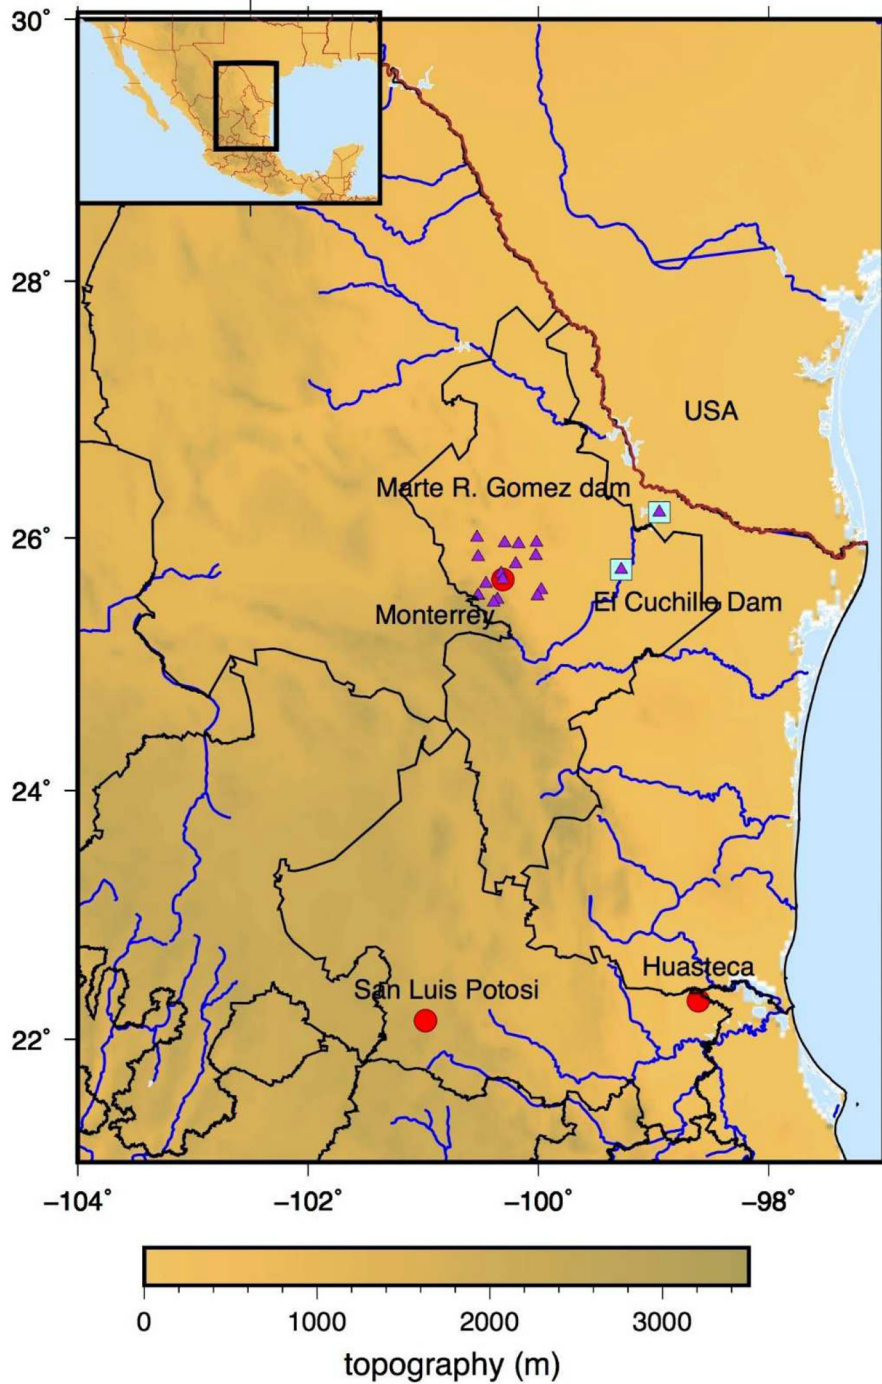 30°
28°
USA
Marte R. Gomez dam
26°
El Cuchillo Dam
Monterrey
24°
Huasteca
San Luis Potosi
22°
−104° −102° −100° −98°
0 1000 2000 3000
topography (m)